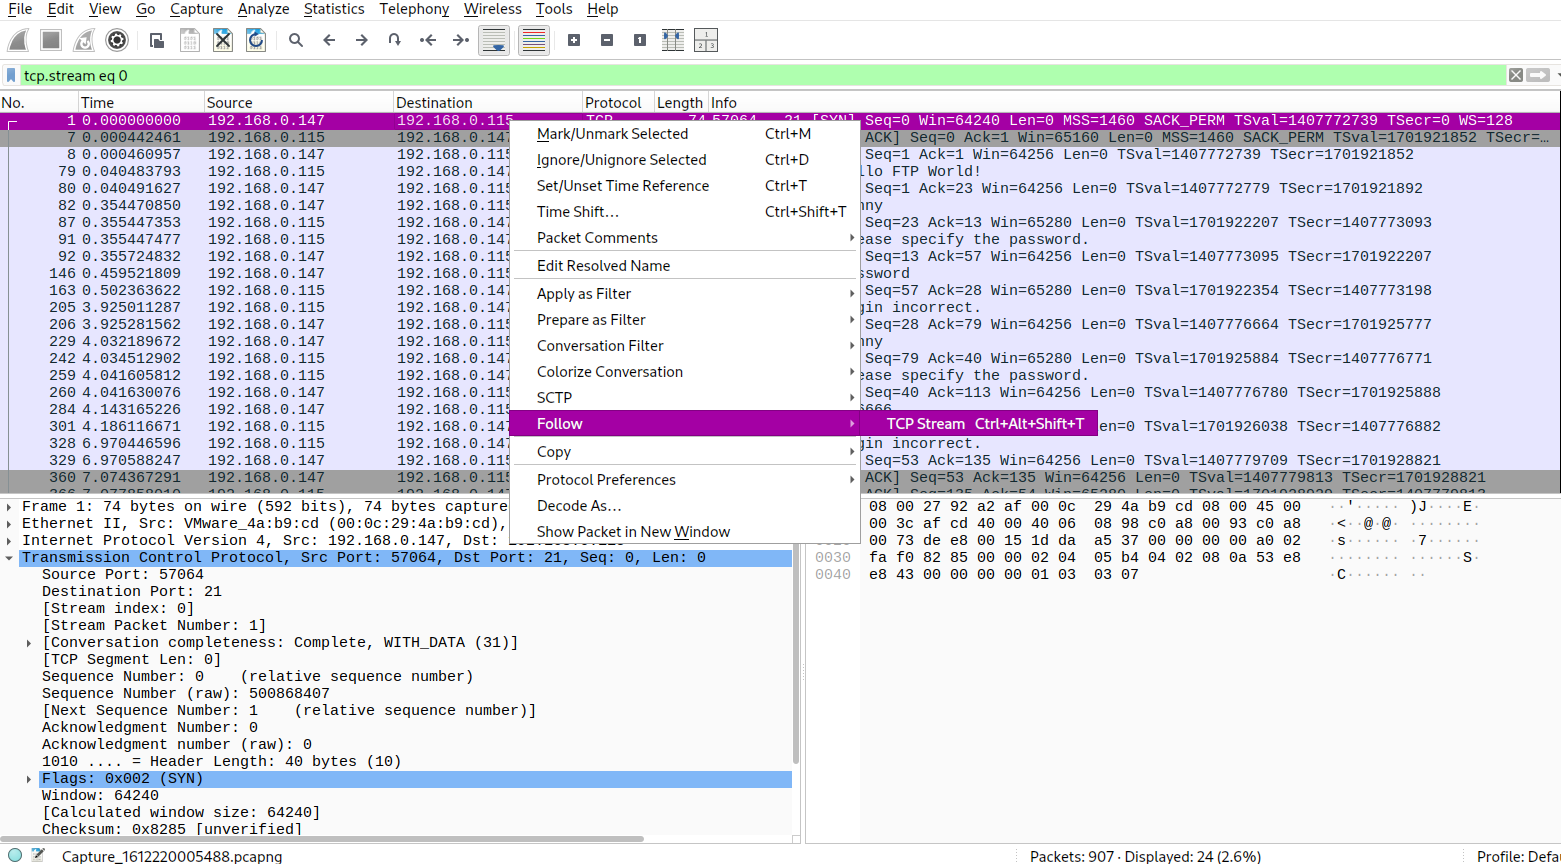 File Edit View Go Capture Analyze Statistics Telephony Wireless Tools Help
tcp.stream eq 0
No. Time Source Destination Protocol Length Info
1 0.000000000 192.168.0.147 192.168.0.115 TCP 74 57064 21 [SYN] Seq=0 Win=64240 Len=0 MSS=1460 SACK_PERM TSval=1407772739 TSecr=0 WS=128
7 0.000442461 192.168.0.115 192.168.0.147 ACK] Seq=0 Ack=1 Win=65160 Len=0 MSS=1460 SACK_PERM TSval=1701921852 TSecr=…
8 0.000460957 192.168.0.147 192.168.0.115 Seq=1 Ack=1 Win=64256 Len=0 TSval=1407772739 TSecr=1701921852
79 0.040483793 192.168.0.115 192.168.0.147 llo FTP World!
80 0.040491627 192.168.0.147 192.168.0.115 Seq=1 Ack=23 Win=64256 Len=0 TSval=1407772779 TSecr=1701921892
82 0.354470850 192.168.0.147 192.168.0.115 nny
87 0.355447353 192.168.0.115 192.168.0.147 Seq=23 Ack=13 Win=65280 Len=0 TSval=1701922207 TSecr=1407773093
91 0.355447477 192.168.0.115 192.168.0.147 ease specify the password.
92 0.355724832 192.168.0.147 192.168.0.115 Seq=13 Ack=57 Win=64256 Len=0 TSval=1407773095 TSecr=1701922207
146 0.459521809 192.168.0.147 192.168.0.115 ssword
163 0.502363622 192.168.0.115 192.168.0.147 Seq=57 Ack=28 Win=65280 Len=0 TSval=1701922354 TSecr=1407773198
205 3.925011287 192.168.0.115 192.168.0.147 gin incorrect.
206 3.925281562 192.168.0.147 192.168.0.115 Seq=28 Ack=79 Win=64256 Len=0 TSval=1407776664 TSecr=1701925777
229 4.032189672 192.168.0.147 192.168.0.115 nny
242 4.034512902 192.168.0.115 192.168.0.147 Seq=79 Ack=40 Win=65280 Len=0 TSval=1701925884 TSecr=1407776771
259 4.041605812 192.168.0.115 192.168.0.147 ease specify the password.
260 4.041630076 192.168.0.147 192.168.0.115 Seq=40 Ack=113 Win=64256 Len=0 TSval=1407776780 TSecr=1701925888
284 4.143165226 192.168.0.147 192.168.0.115
301 4.186116671 192.168.0.115 192.168.0.147 en=0 TSval=1701926038 TSecr=1407776882
328 6.970446596 192.168.0.115 192.168.0.147 gin incorrect.
329 6.970588247 192.168.0.147 192.168.0.115 Seq=53 Ack=135 Win=64256 Len=0 TSval=1407779709 TSecr=1701928821
360 7.074367291 192.168.0.147 192.168.0.115 ACK] Seq=53 Ack=135 Win=64256 Len=0 TSval=1407779813 TSecr=1701928821
Mark/Unmark Selected Ctrl+M
Ignore/Unignore Selected Ctrl+D
Set/Unset Time Reference Ctrl+T
Time Shift… Ctrl+Shift+T
Packet Comments
Edit Resolved Name
Apply as Filter
Prepare as Filter
Conversation Filter
Colorize Conversation
SCTP
Follow
TCP Stream Ctrl+Alt+Shift+T
Copy
Protocol Preferences
Decode As…
Show Packet in New Window
Frame 1: 74 bytes on wire (592 bits), 74 bytes capture
Ethernet II, Src: VMware_4a:b9:cd (00:0c:29:4a:b9:cd),
Internet Protocol Version 4, Src: 192.168.0.147, Dst:
Transmission Control Protocol, Src Port: 57064, Dst Port: 21, Seq: 0, Len: 0
Source Port: 57064
Destination Port: 21
[Stream index: 0]
[Stream Packet Number: 1]
[Conversation completeness: Complete, WITH_DATA (31)]
[TCP Segment Len: 0]
Sequence Number: 0 (relative sequence number)
Sequence Number (raw): 500868407
[Next Sequence Number: 1 (relative sequence number)]
Acknowledgment Number: 0
Acknowledgment number (raw): 0
1010 .... = Header Length: 40 bytes (10)
Flags: 0x002 (SYN)
Window: 64240
[Calculated window size: 64240]
Checksum: 0x8285 [unverified]
08 00 27 92 a2 af 00 0c 29 4a b9 cd 08 00 45 00 ··'····· )J····E·
00 3c af cd 40 00 40 06 08 98 c0 a8 00 93 c0 a8 ·<··@·@· ········
00 73 de e8 00 15 1d da a5 37 00 00 00 00 a0 02 ·s······ ·7······
0030 fa f0 82 85 00 00 02 04 05 b4 04 02 08 0a 53 e8 ········ ······S·
0040 e8 43 00 00 00 00 01 03 03 07 ·C······ ··
Capture_1612220005488.pcapng
Packets: 907 · Displayed: 24 (2.6%)
Profile: Defa